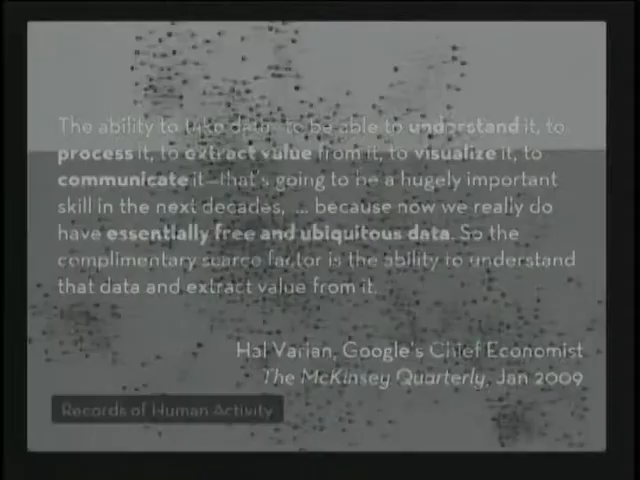 The ability to take data—to be able to understand it, to
process it, to extract value from it, to visualize it, to
communicate it—that's going to be a hugely important
skill in the next decades, ... because now we really do
have essentially free and ubiquitous data. So the
complimentary scarce factor is the ability to understand
that data and extract value from it.
Hal Varian, Google's Chief Economist
The McKinsey Quarterly, Jan 2009
Records of Human Activity